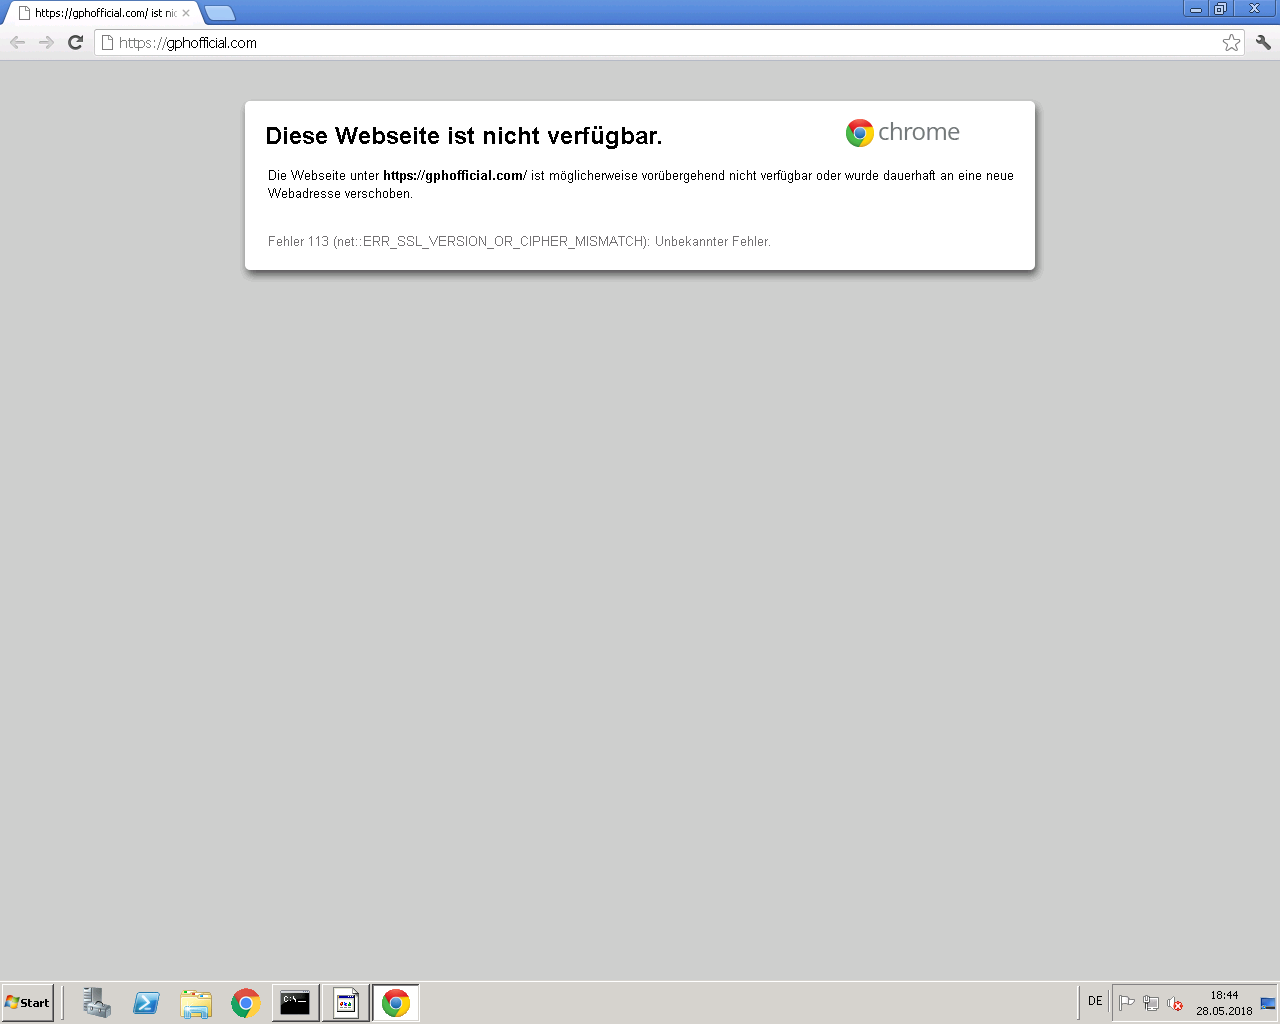 https://gphofficial.com/ ist nic
https://gphofficial.com
Diese Webseite ist nicht verfügbar.
chrome
Die Webseite unter https://gphofficial.com/ ist möglicherweise vorübergehend nicht verfügbar oder wurde dauerhaft an eine neue
Webadresse verschoben.
Fehler 113 (net::ERR_SSL_VERSION_OR_CIPHER_MISMATCH): Unbekannter Fehler.
Start
C:\
DE
18:44
28.05.2018